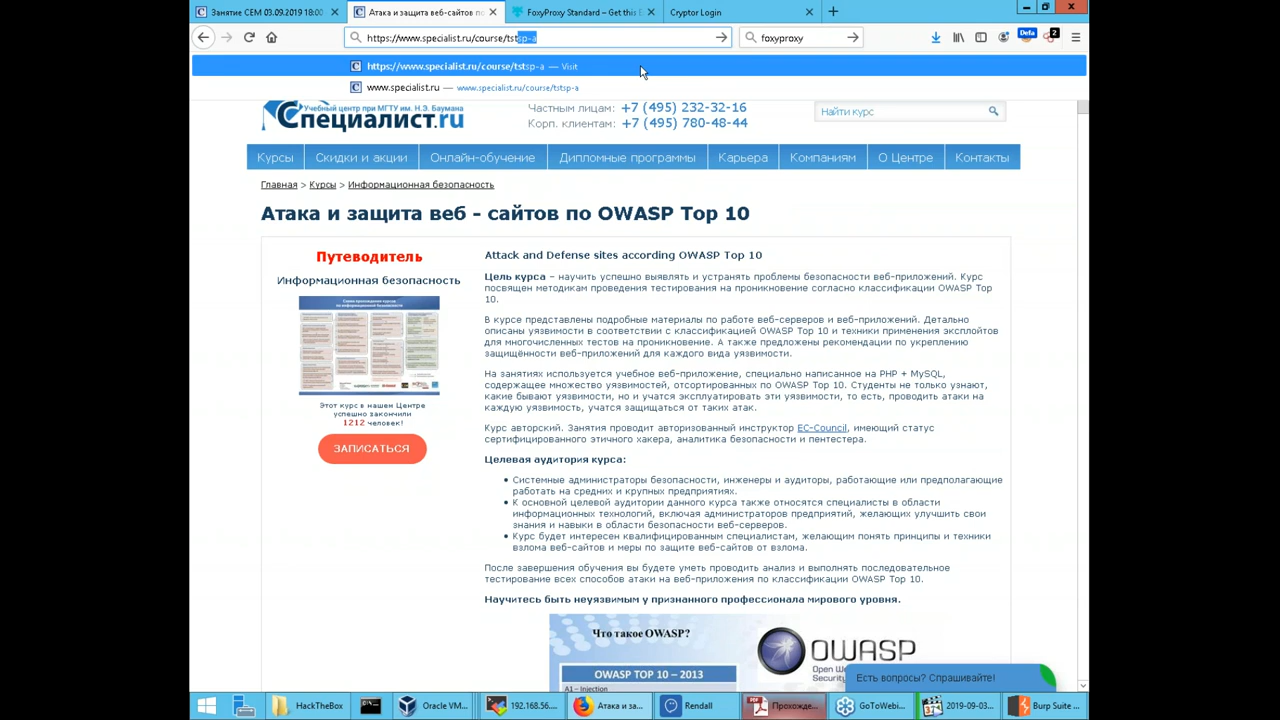 Занятие CEM 03.09.2019 18:00
Атака и защита веб-сайтов по
FoxyProxy Standard – Get this E
Cryptor Login
https://www.specialist.ru/course/tstsp-a
foxyproxy
Defa
2
https://www.specialist.ru/course/tstsp-a — Visit
www.specialist.ru — www.specialist.ru/course/tstsp-a
Учебный центр при МГТУ им. Н.Э. Баумана
Специалист.ru
Частным лицам: +7 (495) 232-32-16
Корп. клиентам: +7 (495) 780-48-44
Найти курс
Курсы
Скидки и акции
Онлайн-обучение
Дипломные программы
Карьера
Компаниям
О Центре
Контакты
Главная > Курсы > Информационная безопасность
Атака и защита веб - сайтов по OWASP Top 10
Путеводитель
Информационная безопасность
Этот курс в нашем Центре
успешно закончили
1212 человек!
ЗАПИСАТЬСЯ
Attack and Defense sites according OWASP Top 10
Цель курса – научить успешно выявлять и устранять проблемы безопасности веб-приложений. Курс
посвящен методикам проведения тестирования на проникновение согласно классификации OWASP Top
10.
В курсе представлены подробные материалы по работе веб-серверов и веб-приложений. Детально
описаны уязвимости в соответствии с классификацией OWASP Top 10 и техники применения эксплойтов
для многочисленных тестов на проникновение. А также предложены рекомендации по укреплению
защищённости веб-приложений для каждого вида уязвимости.
На занятиях используется учебное веб-приложение, специально написанное на PHP + MySQL,
содержащее множество уязвимостей, отсортированных по OWASP Top 10. Студенты не только узнают,
какие бывают уязвимости, но и учатся эксплуатировать эти уязвимости, то есть, проводить атаки на
каждую уязвимость, учатся защищаться от таких атак.
Курс авторский. Занятия проводит авторизованный инструктор EC-Council, имеющий статус
сертифицированного этичного хакера, аналитика безопасности и пентестера.
Целевая аудитория курса:
Системные администраторы безопасности, инженеры и аудиторы, работающие или предполагающие
работать на средних и крупных предприятиях.
К основной целевой аудитории данного курса также относятся специалисты в области
информационных технологий, включая администраторов предприятий, желающих улучшить свои
знания и навыки в области безопасности веб-серверов.
Курс будет интересен квалифицированным специалистам, желающим понять принципы и техники
взлома веб-сайтов и меры по защите веб-сайтов от взлома.
После завершения обучения вы будете уметь проводить анализ и выполнять последовательное
тестирование всех способов атаки на веб-приложения по классификации OWASP Top 10.
Научитесь быть неуязвимым у признанного профессионала мирового уровня.
Что такое OWASP?
OWASP TOP 10 – 2013
A1 – Injection
OWASP
Open We
Security
Есть вопросы? Спрашивайте!
HackTheBox
Oracle VM...
192.168.56....
Атака и за...
Rendall
Прохожде...
GoToWebi...
2019-09-03...
Burp Suite ...